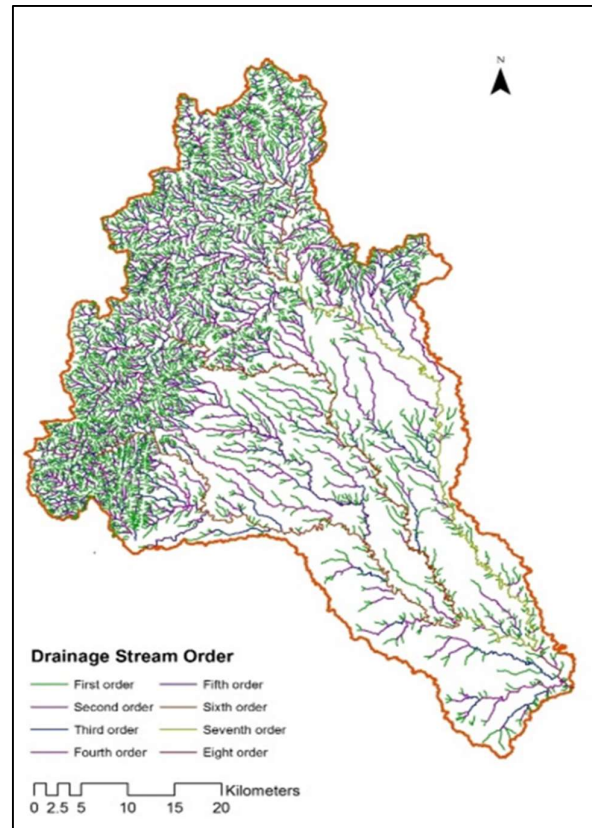 N
Drainage Stream Order
First order Fifth order
Second order Sixth order
Third order Seventh order
Fourth order Eight order
Kilometers
0 2.5 5 10 15 20